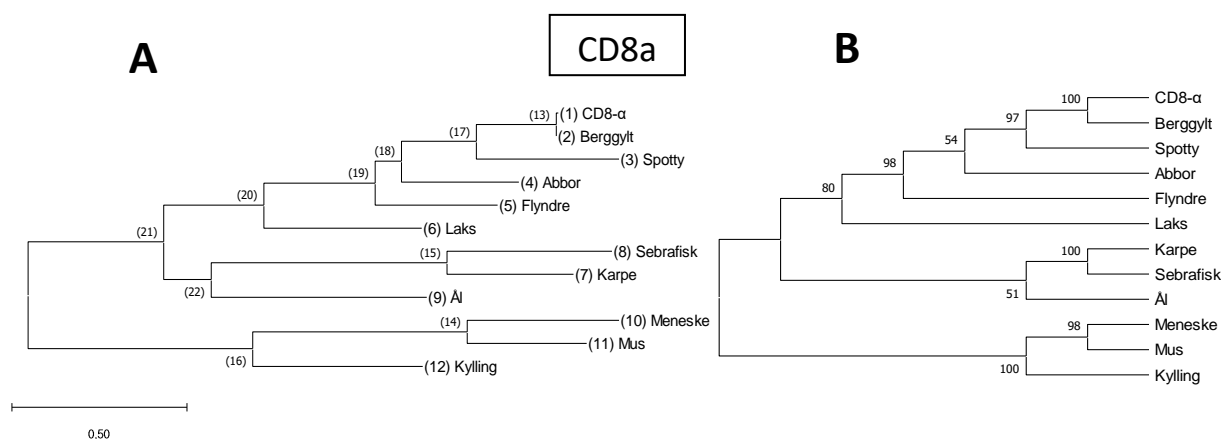 A
CD8a
B
(13)
(1) CD8-α
(2) Berggylt
(17)
(3) Spotty
(18)
(4) Abbor
(19)
(5) Flyndre
(20)
(6) Laks
(21)
(15)
(8) Sebrafisk
(7) Karpe
(22)
(9) Ål
(14)
(10) Meneske
(11) Mus
(16)
(12) Kylling
0,50
100
CD8-α
Berggylt
97
Spotty
54
Abbor
98
Flyndre
80
Laks
100
Karpe
Sebrafisk
51
Ål
98
Meneske
Mus
100
Kylling